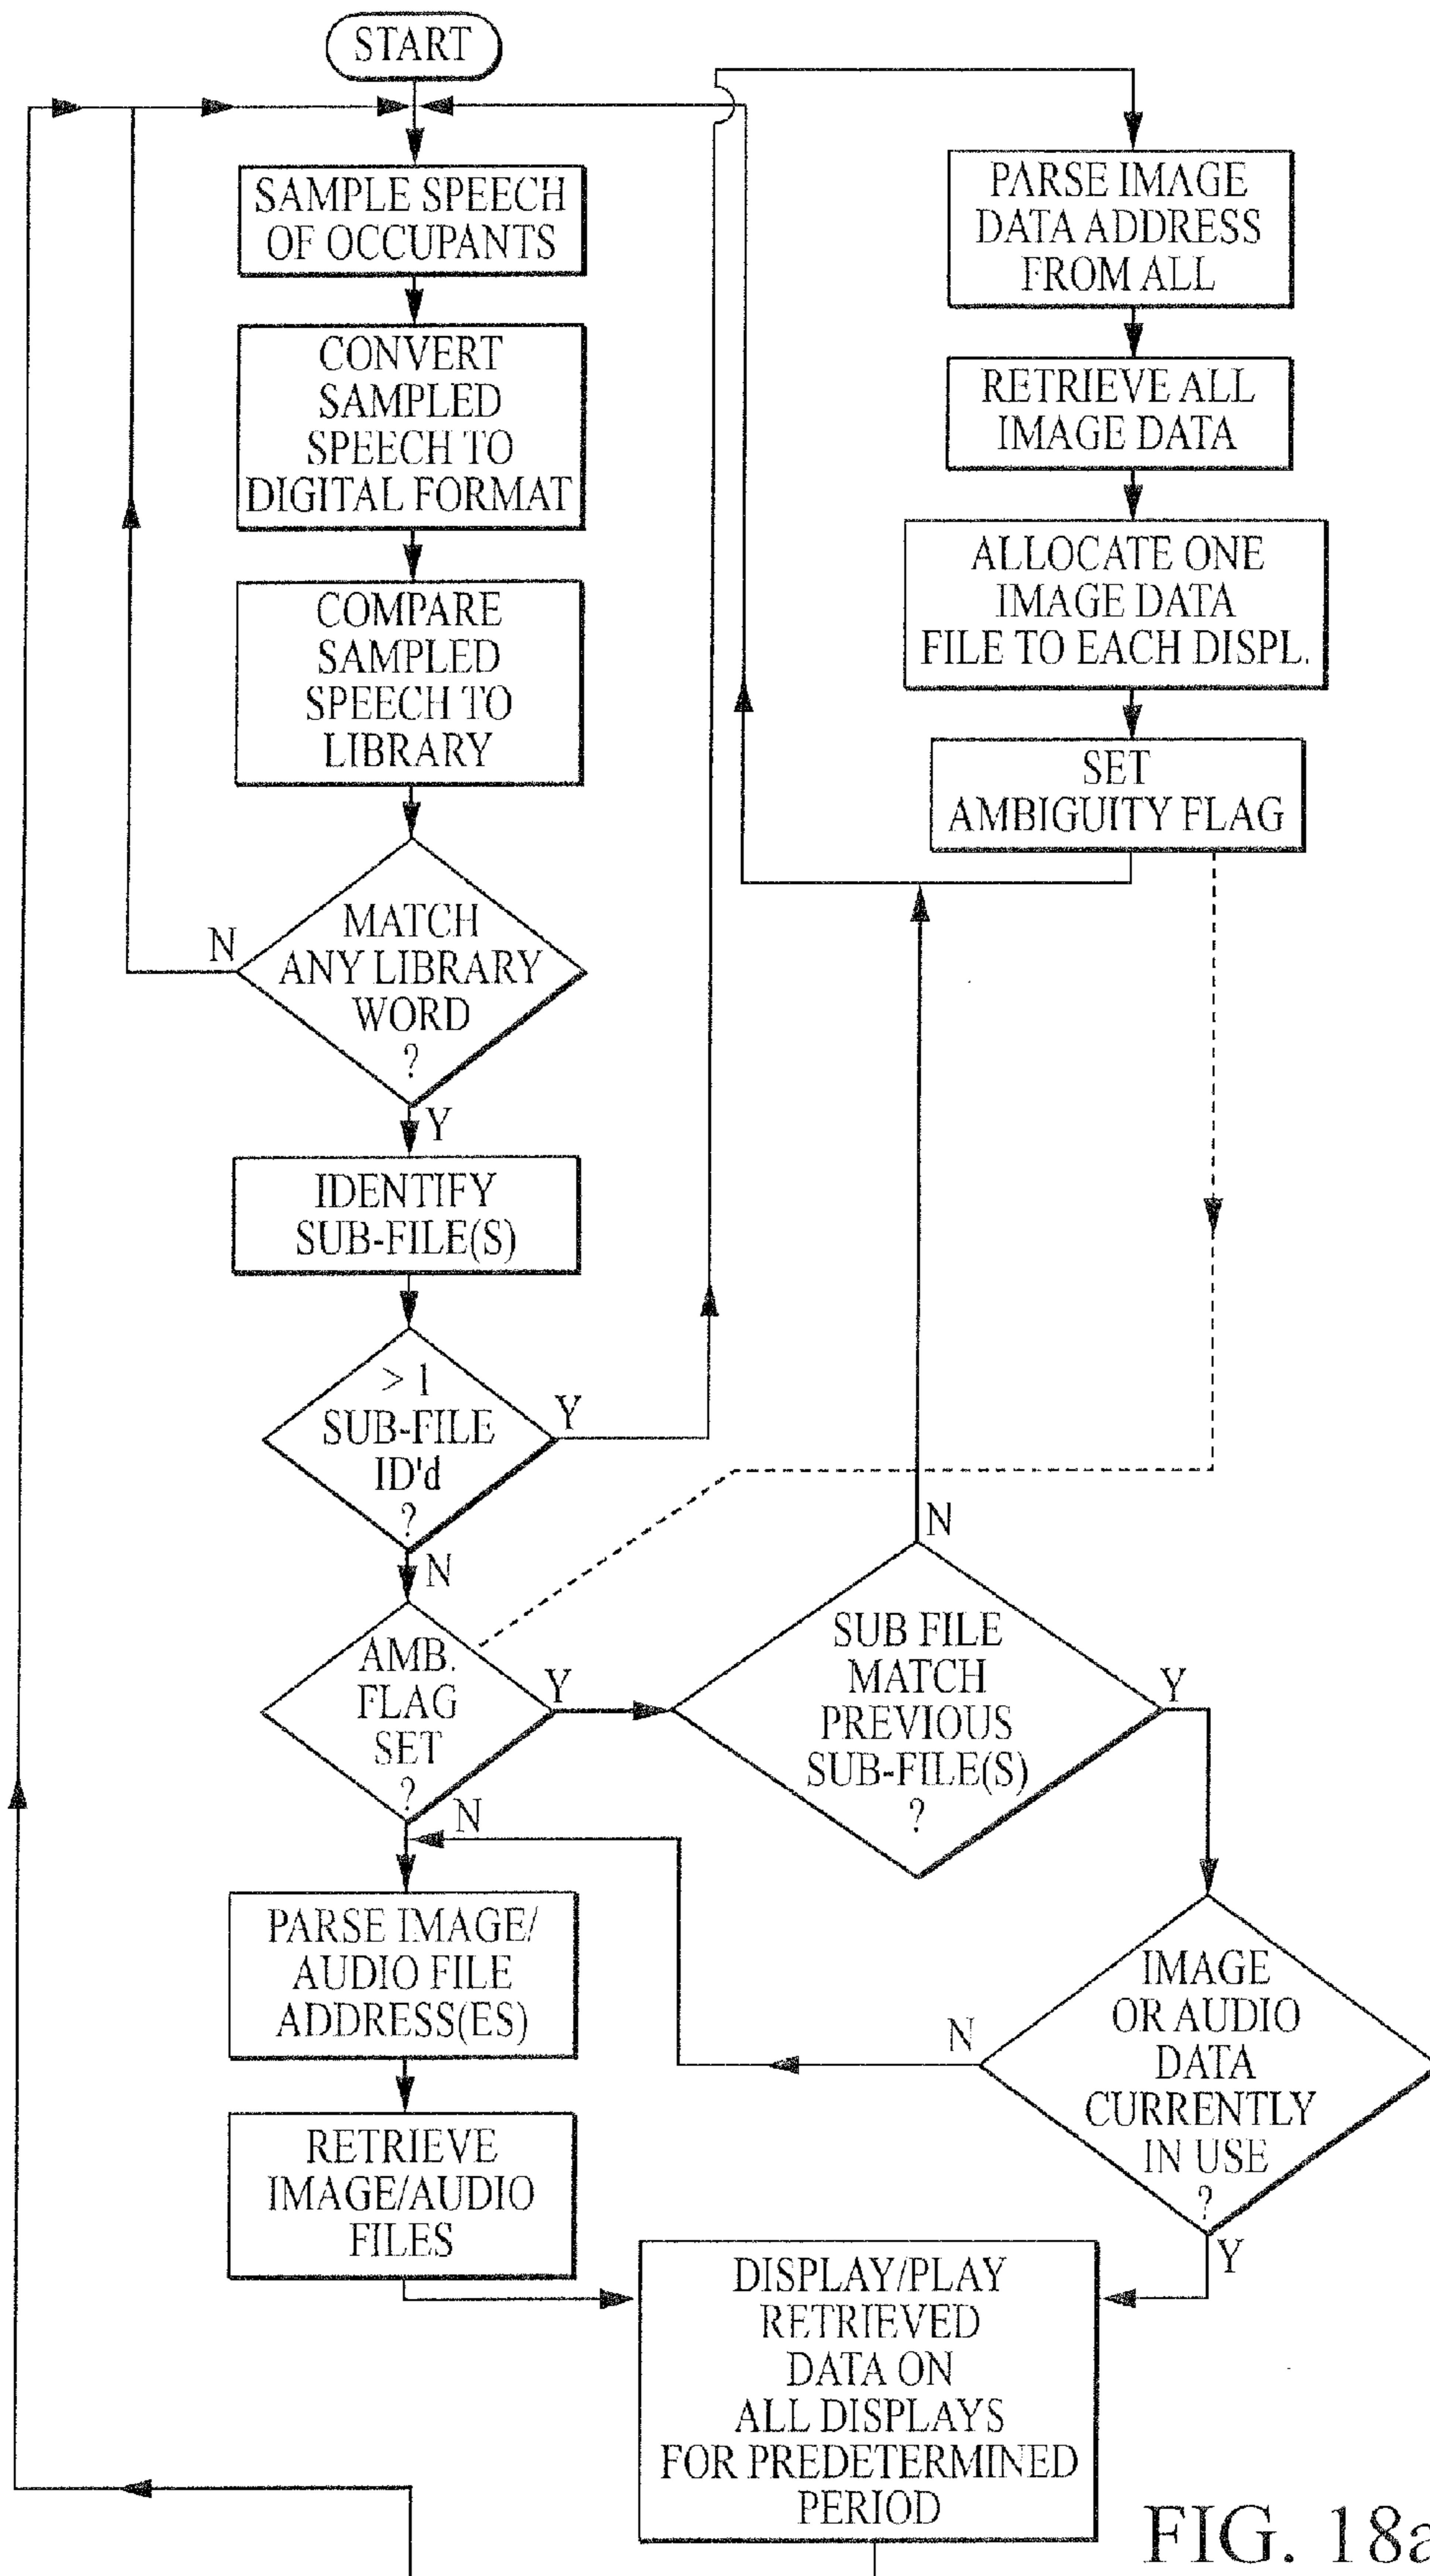 START
SAMPLE SPEECH
OF OCCUPANTS
CONVERT
SAMPLED
SPEECH TO
DIGITAL FORMAT
COMPARE
SAMPLED
SPEECH TO
LIBRARY
MATCH
ANY LIBRARY
WORD
?
N
Y
IDENTIFY
SUB-FILE(S)
> 1
SUB-FILE
ID'd
?
Y
N
AMB.
FLAG
SET
?
Y
N
PARSE IMAGE/
AUDIO FILE
ADDRESS(ES)
RETRIEVE
IMAGE/AUDIO
FILES
PARSE IMAGE
DATA ADDRESS
FROM ALL
RETRIEVE ALL
IMAGE DATA
ALLOCATE ONE
IMAGE DATA
FILE TO EACH DISPL.
SET
AMBIGUITY FLAG
N
SUB FILE
MATCH
PREVIOUS
SUB-FILE(S)
?
Y
IMAGE
OR AUDIO
DATA
CURRENTLY
IN USE
?
N
Y
DISPLAY/PLAY
RETRIEVED
DATA ON
ALL DISPLAYS
FOR PREDETERMINED
PERIOD
FIG. 18a